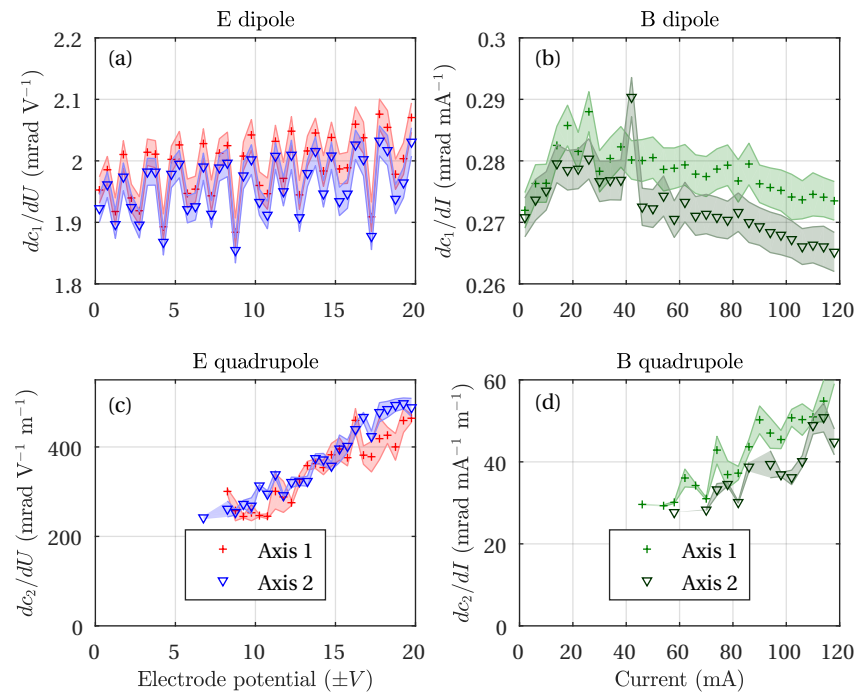 E dipole
B dipole
(a)
(b)
2.2
2.1
2
1.9
1.8
dc₁/dU (mrad V⁻¹)
0 5 10 15 20
0.3
0.29
0.28
0.27
0.26
dc₁/dI (mrad mA⁻¹)
0 20 40 60 80 100 120
E quadrupole
B quadrupole
(c)
(d)
400
200
0
dc₂/dU (mrad V⁻¹ m⁻¹)
Axis 1
Axis 2
0 5 10 15 20
Electrode potential (±V)
60
40
20
0
dc₂/dI (mrad mA⁻¹ m⁻¹)
Axis 1
Axis 2
0 20 40 60 80 100 120
Current (mA)